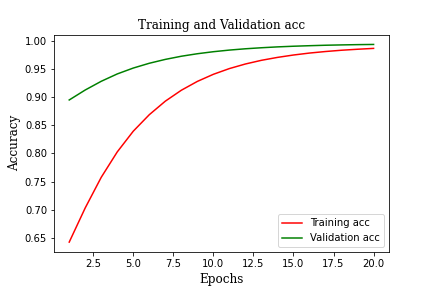 Training and Validation acc
1.00
0.95
0.90
0.85
0.80
0.75
0.70
0.65
Accuracy
Training acc
Validation acc
2.5 5.0 7.5 10.0 12.5 15.0 17.5 20.0
Epochs